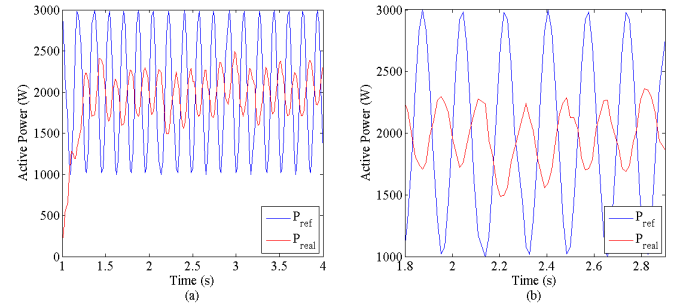 3000
2500
2000
1500
1000
500
0
Active Power (W)
1 1.5 2 2.5 3 3.5 4
Time (s)
(a)
Pref
Preal
3000
2500
2000
1500
1000
Active Power (W)
1.8 2 2.2 2.4 2.6 2.8
Time (s)
(b)
Pref
Preal